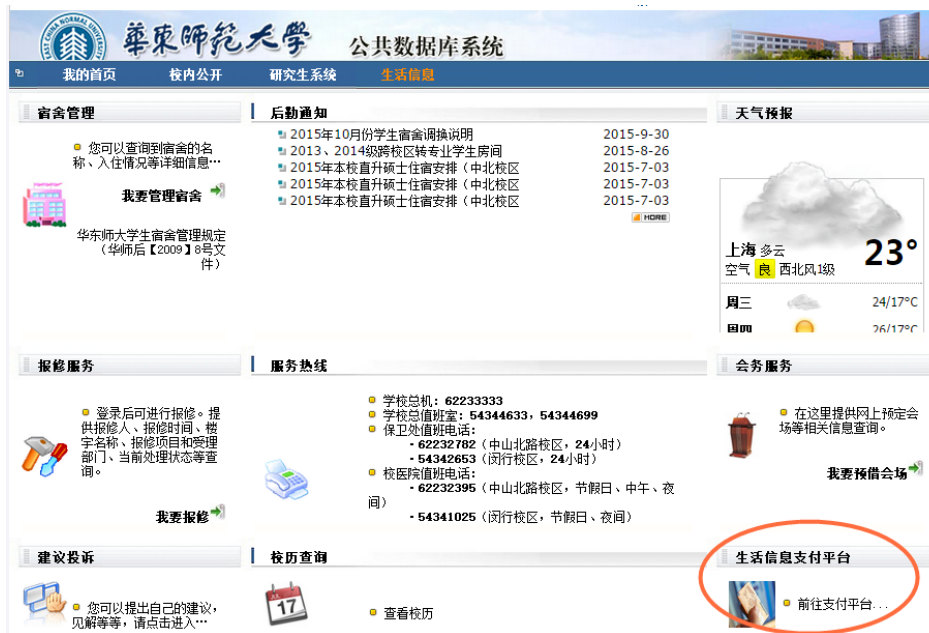 EAST CHINA NORMAL UNIVERSITY
華東師範大學 公共数据库系统
我的首页 校内公开 研究生系统 生活信息
宿舍管理
您可以查询到宿舍的名
称、入住情况等详细信息…
我要管理宿舍
华东师大学生宿舍管理规定
（华师后【2009】8号文
件）
后勤通知
2015年10月份学生宿舍调换说明 2015-9-30
2013、2014级跨校区转专业学生房间 2015-8-26
2015年本校直升硕士住宿安排（中北校区 2015-7-03
2015年本校直升硕士住宿安排（中北校区 2015-7-03
2015年本校直升硕士住宿安排（中北校区 2015-7-03
MORE
天气预报
上海 多云 23°
空气 良 西北风1级
周三 24/17°C
周四 26/17°C
报修服务
登录后可进行报修。提
供报修人、报修时间、楼
宇名称、报修项目和受理
部门、当前处理状态等查
询。
我要报修
服务热线
学校总机：62233333
学校总值班室：54344633，54344699
保卫处值班电话：
·62232782（中山北路校区，24小时）
·54342653（闵行校区，24小时）
校医院值班电话：
·62232395（中山北路校区，节假日、中午、夜
间）
·54341025（闵行校区，节假日、夜间）
会务服务
在这里提供网上预定会
场等相关信息查询。
我要预借会场
建议投诉
您可以提出自己的建议，
见解等等，请点击进入…
校历查询
17
查看校历
生活信息支付平台
前往支付平台...